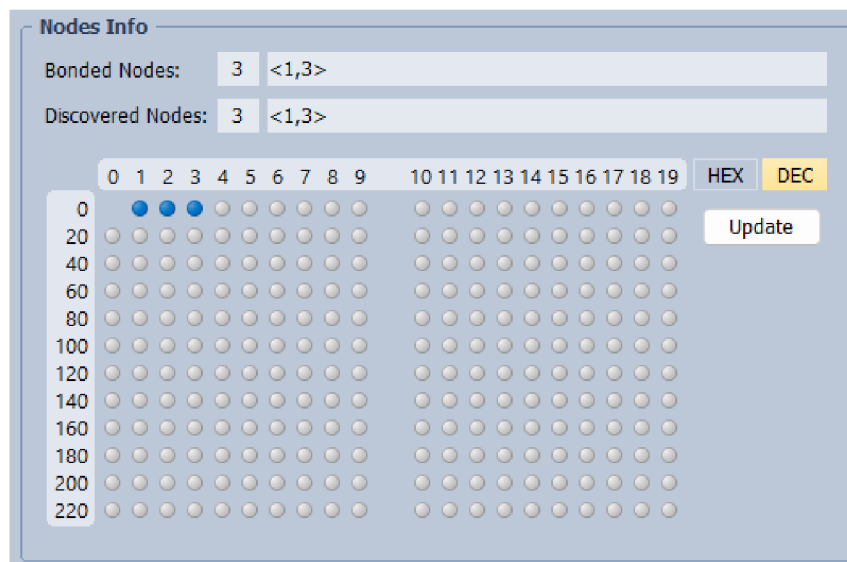 Nodes Info
Bonded Nodes: 3 <1,3>
Discovered Nodes: 3 <1,3>
0 1 2 3 4 5 6 7 8 9 10 11 12 13 14 15 16 17 18 19 HEX DEC
0
Update
20
40
60
80
100
120
140
160
180
200
220